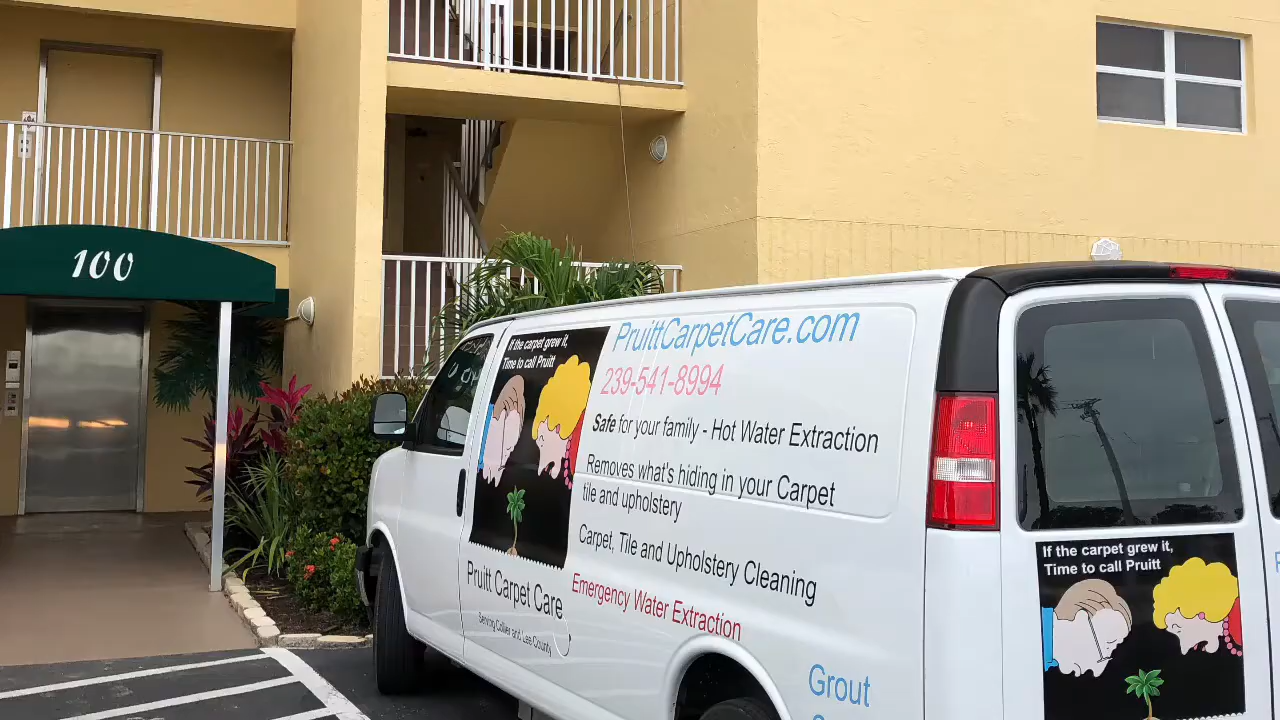 100
If the carpet grew it,
Time to call Pruitt
PruittCarpetCare.com
239-541-8994
Safe for your family - Hot Water Extraction
Removes what's hiding in your Carpet
tile and upholstery
Carpet, Tile and Upholstery Cleaning
Pruitt Carpet Care
Emergency Water Extraction
Serving Collier and Lee County
Grout
If the carpet grew it,
Time to call Pruitt